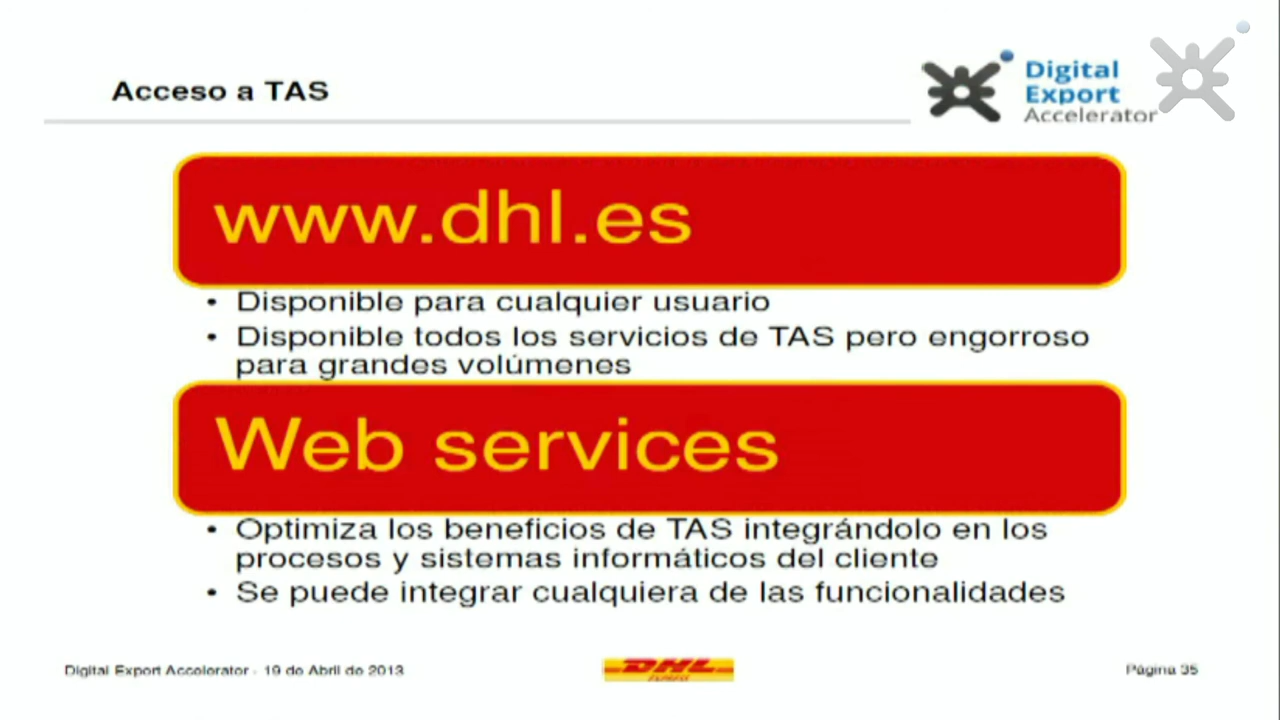 Acceso a TAS
Digital
Export
Accelerator
www.dhl.es
• Disponible para cualquier usuario
• Disponible todos los servicios de TAS pero engorroso
para grandes volúmenes
Web services
• Optimiza los beneficios de TAS integrándolo en los
procesos y sistemas informáticos del cliente
• Se puede integrar cualquiera de las funcionalidades
Digital Export Accelerator - 19 de Abril de 2013
DHL
EXPRESS
Página 35